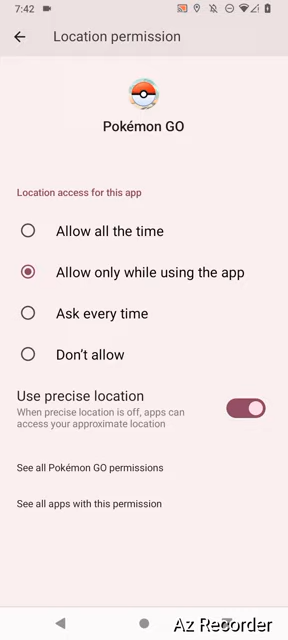 7:42
Location permission
Pokémon GO
Location access for this app
Allow all the time
Allow only while using the app
Ask every time
Don’t allow
Use precise location
When precise location is off, apps can
access your approximate location
See all Pokémon GO permissions
See all apps with this permission
Az Recorder